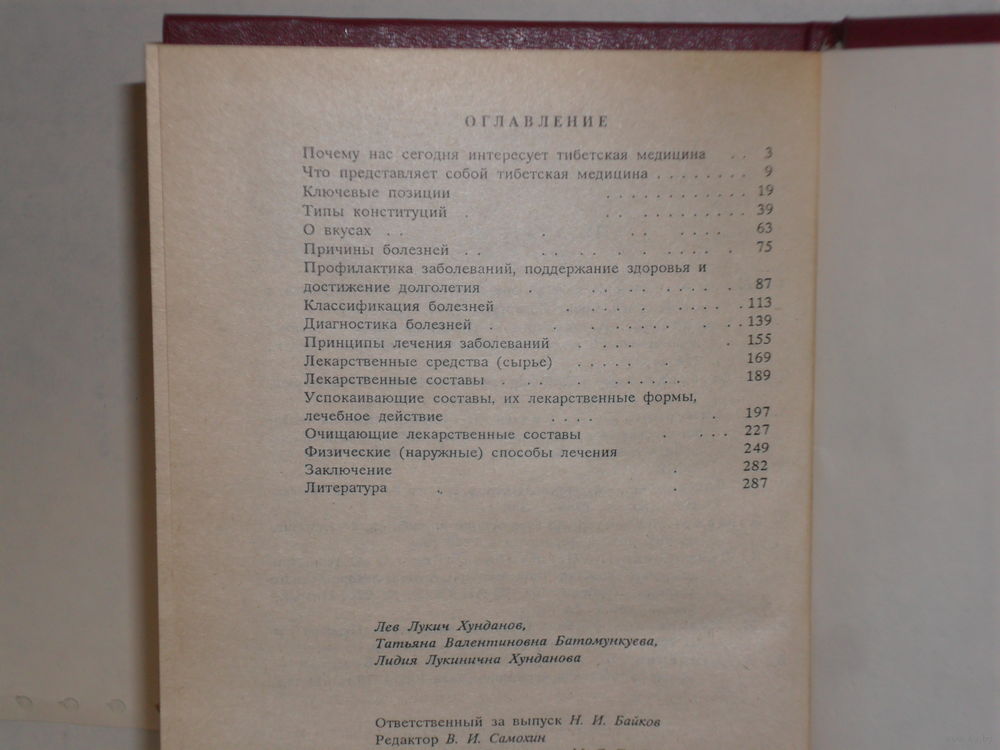 ОГЛАВЛЕНИЕ
Почему нас сегодня интересует тибетская медицина . . 3
Что представляет собой тибетская медицина . . . . . . . . 9
Ключевые позиции . . . . . . . . . . . . 19
Типы конституций . . . . . . . . . . . . 39
О вкусах . . . . . . . . . 63
Причины болезней . . . . . . . . . . 75
Профилактика заболеваний, поддержание здоровья и
достижение долголетия . . . . . . . . . 87
Классификация болезней . . . . . . . . . . . 113
Диагностика болезней . . . . . . . . . . . 139
Принципы лечения заболеваний . . . . . 155
Лекарственные средства (сырье) . . . . . . 169
Лекарственные составы . . . . . . . . . . 189
Успокаивающие составы, их лекарственные формы,
лечебное действие . . . . . 197
Очищающие лекарственные составы . . . . 227
Физические (наружные) способы лечения 249
Заключение . 282
Литература . . 287
Лев Лукич Хунданов,
Татьяна Валентиновна Батомункуева,
Лидия Лукинична Хунданова
Ответственный за выпуск Н. И. Байков
Редактор В. И. Самохин